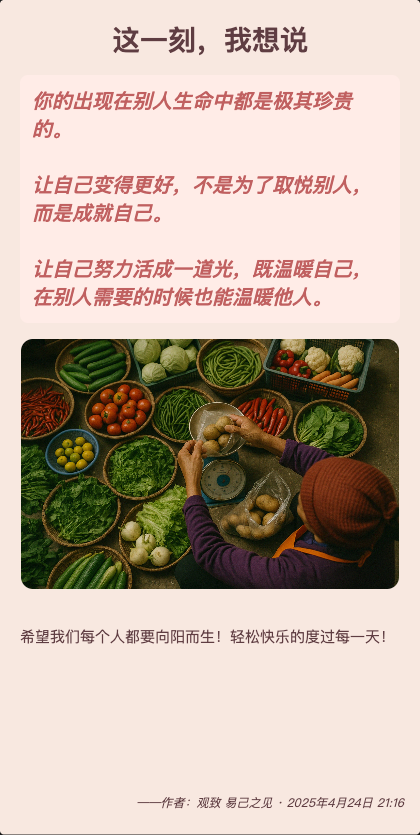 这一刻，我想说
你的出现在别人生命中都是极其珍贵
的。
让自己变得更好，不是为了取悦别人，
而是成就自己。
让自己努力活成一道光，既温暖自己，
在别人需要的时候也能温暖他人。
希望我们每个人都要向阳而生！轻松快乐的度过每一天！
——作者：观致 易己之见 · 2025年4月24日 21:16